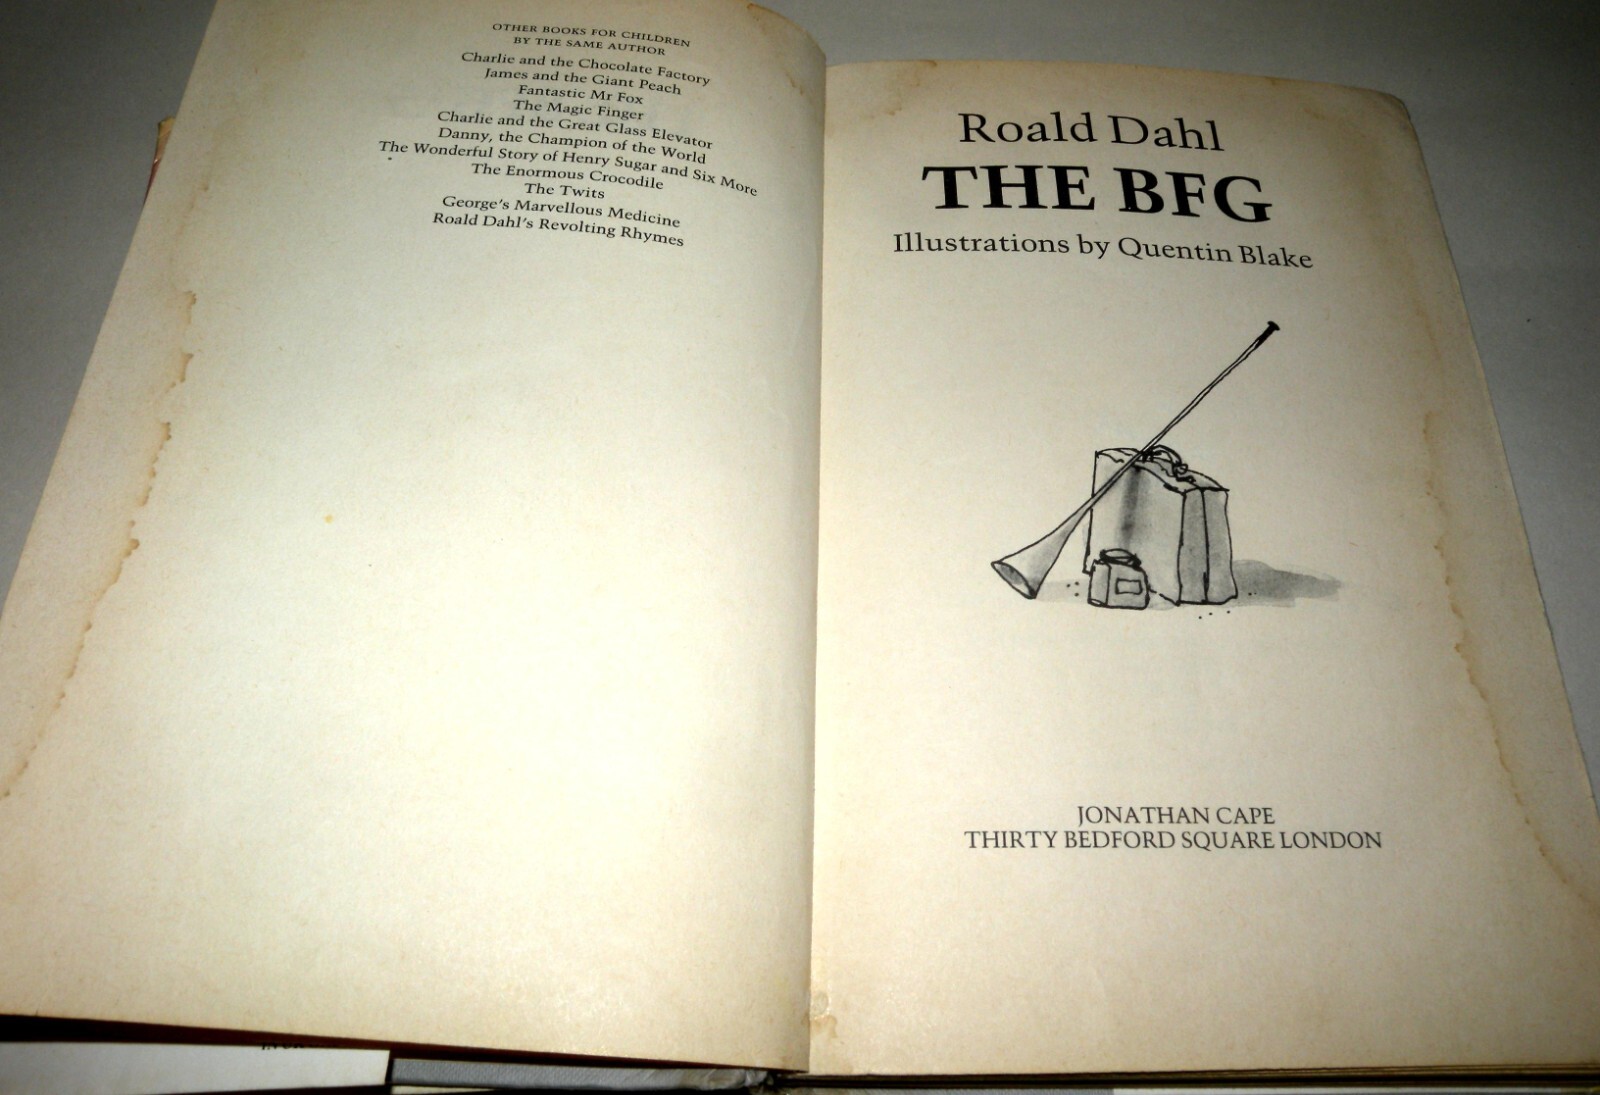 OTHER BOOKS FOR CHILDREN
BY THE SAME AUTHOR
Charlie and the Chocolate Factory
James and the Giant Peach
Fantastic Mr Fox
The Magic Finger
Charlie and the Great Glass Elevator
Danny, the Champion of the World
The Wonderful Story of Henry Sugar and Six More
The Enormous Crocodile
The Twits
George's Marvellous Medicine
Roald Dahl's Revolting Rhymes
Roald Dahl
THE BFG
Illustrations by Quentin Blake
JONATHAN CAPE
THIRTY BEDFORD SQUARE LONDON